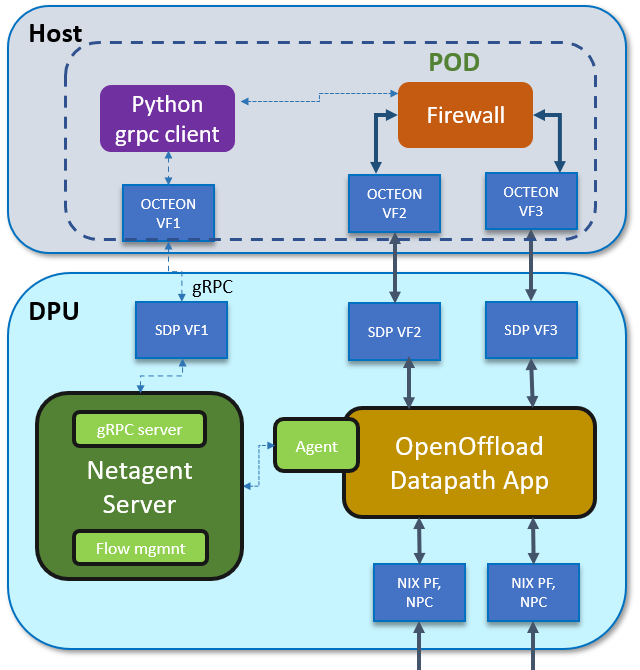 Host
POD
Python
grpc client
Firewall
OCTEON
VF1
OCTEON
VF2
OCTEON
VF3
gRPC
DPU
SDP VF1
SDP VF2
SDP VF3
gRPC server
Netagent
Server
Flow mgmnt
Agent
OpenOffload
Datapath App
NIX PF,
NPC
NIX PF,
NPC